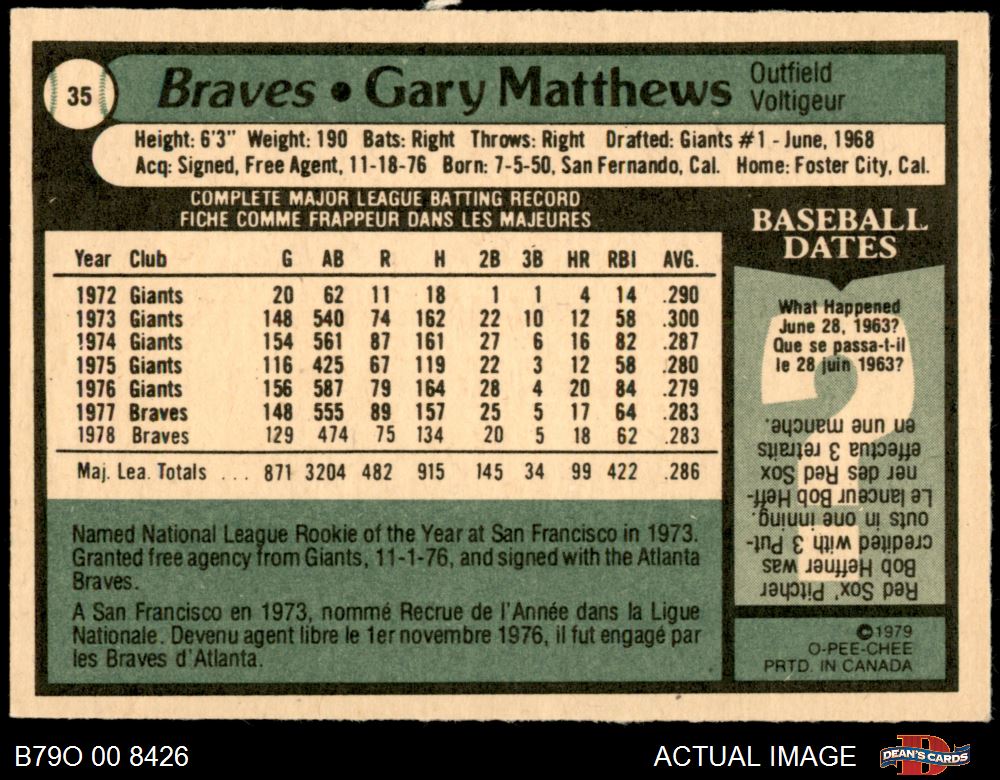 35
Braves • Gary Matthews
Outfield
Voltigeur
Height: 6'3" Weight: 190 Bats: Right Throws: Right Drafted: Giants #1 - June, 1968
Acq: Signed, Free Agent, 11-18-76 Born: 7-5-50, San Fernando, Cal. Home: Foster City, Cal.
COMPLETE MAJOR LEAGUE BATTING RECORD
FICHE COMME FRAPPEUR DANS LES MAJEURES
Year Club G AB R H 2B 3B HR RBI AVG.
1972 Giants 20 62 11 18 1 1 4 14 .290
1973 Giants 148 540 74 162 22 10 12 58 .300
1974 Giants 154 561 87 161 27 6 16 82 .287
1975 Giants 116 425 67 119 22 3 12 58 .280
1976 Giants 156 587 79 164 28 4 20 84 .279
1977 Braves 148 555 89 157 25 5 17 64 .283
1978 Braves 129 474 75 134 20 5 18 62 .283
Maj. Lea. Totals ... 871 3204 482 915 145 34 99 422 .286
Named National League Rookie of the Year at San Francisco in 1973.
Granted free agency from Giants, 11-1-76, and signed with the Atlanta
Braves.
A San Francisco en 1973, nommé Recrue de l'Année dans la Ligue
Nationale. Devenu agent libre le 1er novembre 1976, il fut engagé par
les Braves d'Atlanta.
BASEBALL
DATES
What Happened
June 28, 1963?
Que se passa-t-il
le 28 juin 1963?
Red Sox' Pitcher
Bob Heffner was
credited with 3 Put-
outs in one inning.
Le lanceur Bob Heff-
ner des Red Sox
effectua 3 retraits
en une manche.
©1979
O-PEE-CHEE
PRTD. IN CANADA
B79O 00 8426
ACTUAL IMAGE
DEAN'S CARDS